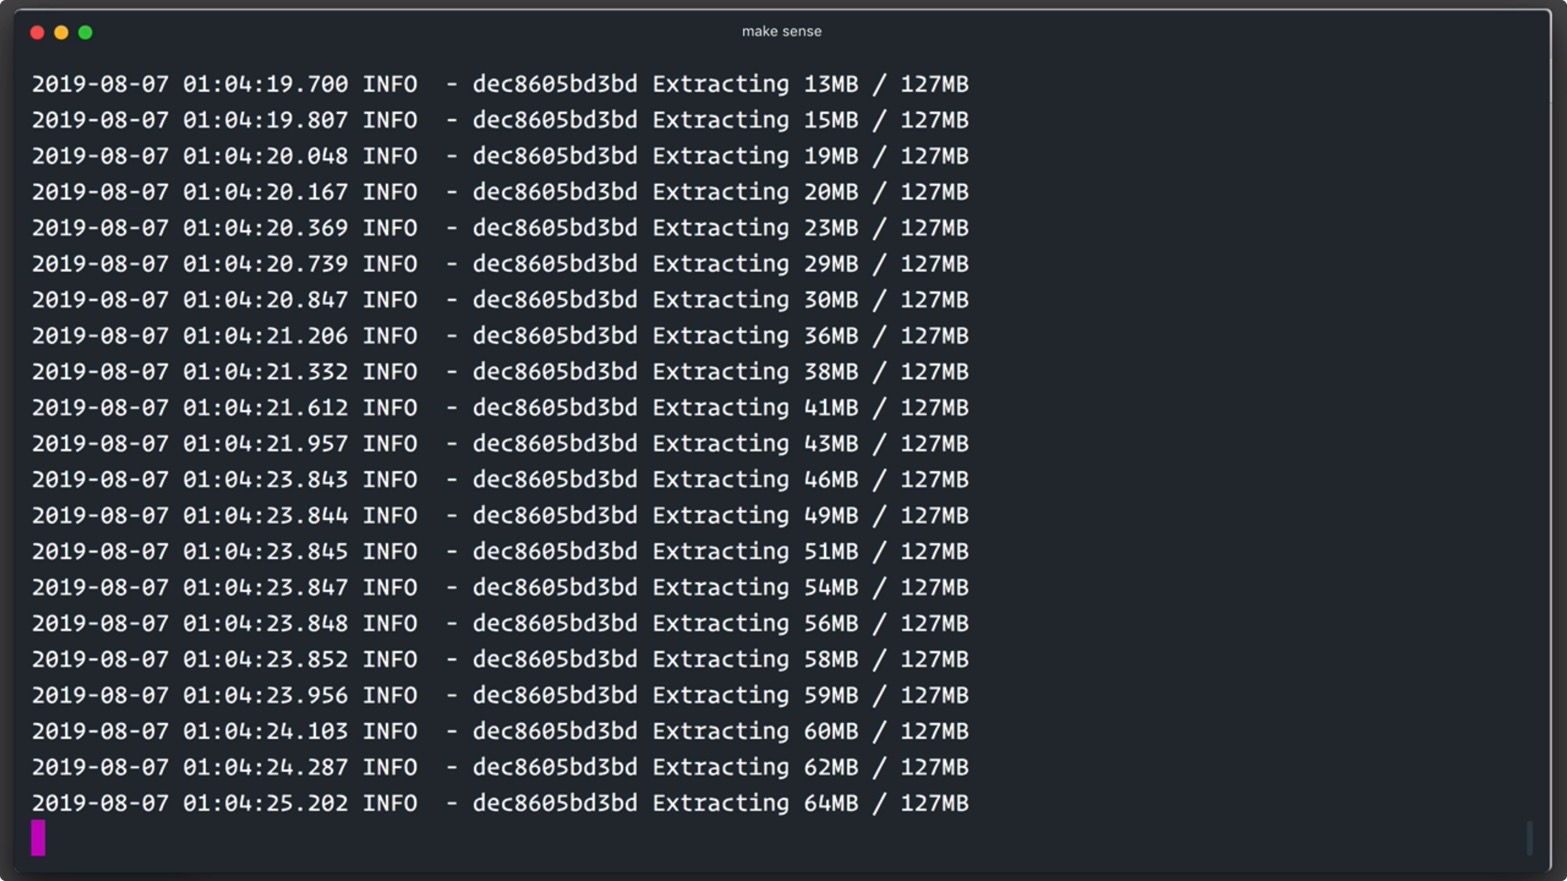 make sense
2019-08-07 01:04:19.700 INFO  - dec8605bd3bd Extracting 13MB / 127MB
2019-08-07 01:04:19.807 INFO  - dec8605bd3bd Extracting 15MB / 127MB
2019-08-07 01:04:20.048 INFO  - dec8605bd3bd Extracting 19MB / 127MB
2019-08-07 01:04:20.167 INFO  - dec8605bd3bd Extracting 20MB / 127MB
2019-08-07 01:04:20.369 INFO  - dec8605bd3bd Extracting 23MB / 127MB
2019-08-07 01:04:20.739 INFO  - dec8605bd3bd Extracting 29MB / 127MB
2019-08-07 01:04:20.847 INFO  - dec8605bd3bd Extracting 30MB / 127MB
2019-08-07 01:04:21.206 INFO  - dec8605bd3bd Extracting 36MB / 127MB
2019-08-07 01:04:21.332 INFO  - dec8605bd3bd Extracting 38MB / 127MB
2019-08-07 01:04:21.612 INFO  - dec8605bd3bd Extracting 41MB / 127MB
2019-08-07 01:04:21.957 INFO  - dec8605bd3bd Extracting 43MB / 127MB
2019-08-07 01:04:23.843 INFO  - dec8605bd3bd Extracting 46MB / 127MB
2019-08-07 01:04:23.844 INFO  - dec8605bd3bd Extracting 49MB / 127MB
2019-08-07 01:04:23.845 INFO  - dec8605bd3bd Extracting 51MB / 127MB
2019-08-07 01:04:23.847 INFO  - dec8605bd3bd Extracting 54MB / 127MB
2019-08-07 01:04:23.848 INFO  - dec8605bd3bd Extracting 56MB / 127MB
2019-08-07 01:04:23.852 INFO  - dec8605bd3bd Extracting 58MB / 127MB
2019-08-07 01:04:23.956 INFO  - dec8605bd3bd Extracting 59MB / 127MB
2019-08-07 01:04:24.103 INFO  - dec8605bd3bd Extracting 60MB / 127MB
2019-08-07 01:04:24.287 INFO  - dec8605bd3bd Extracting 62MB / 127MB
2019-08-07 01:04:25.202 INFO  - dec8605bd3bd Extracting 64MB / 127MB